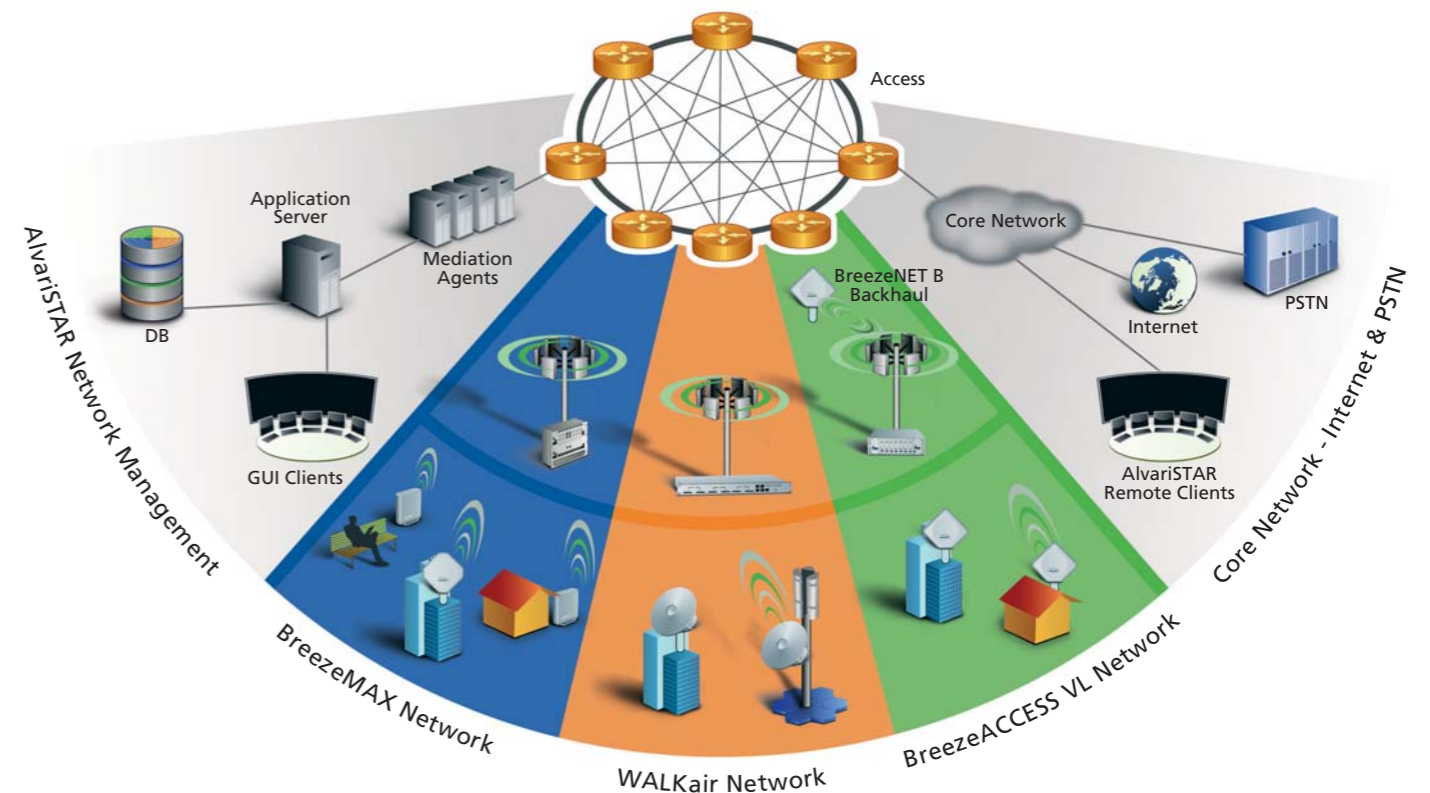 Access
Application
Server
Mediation
Agents
DB
GUI Clients
Core Network
BreezeNET B
Backhaul
Internet
PSTN
AlvariSTAR
Remote Clients
AlvariSTAR Network Management
BreezeMAX Network
WALKair Network
BreezeACCESS VL Network
Core Network - Internet & PSTN